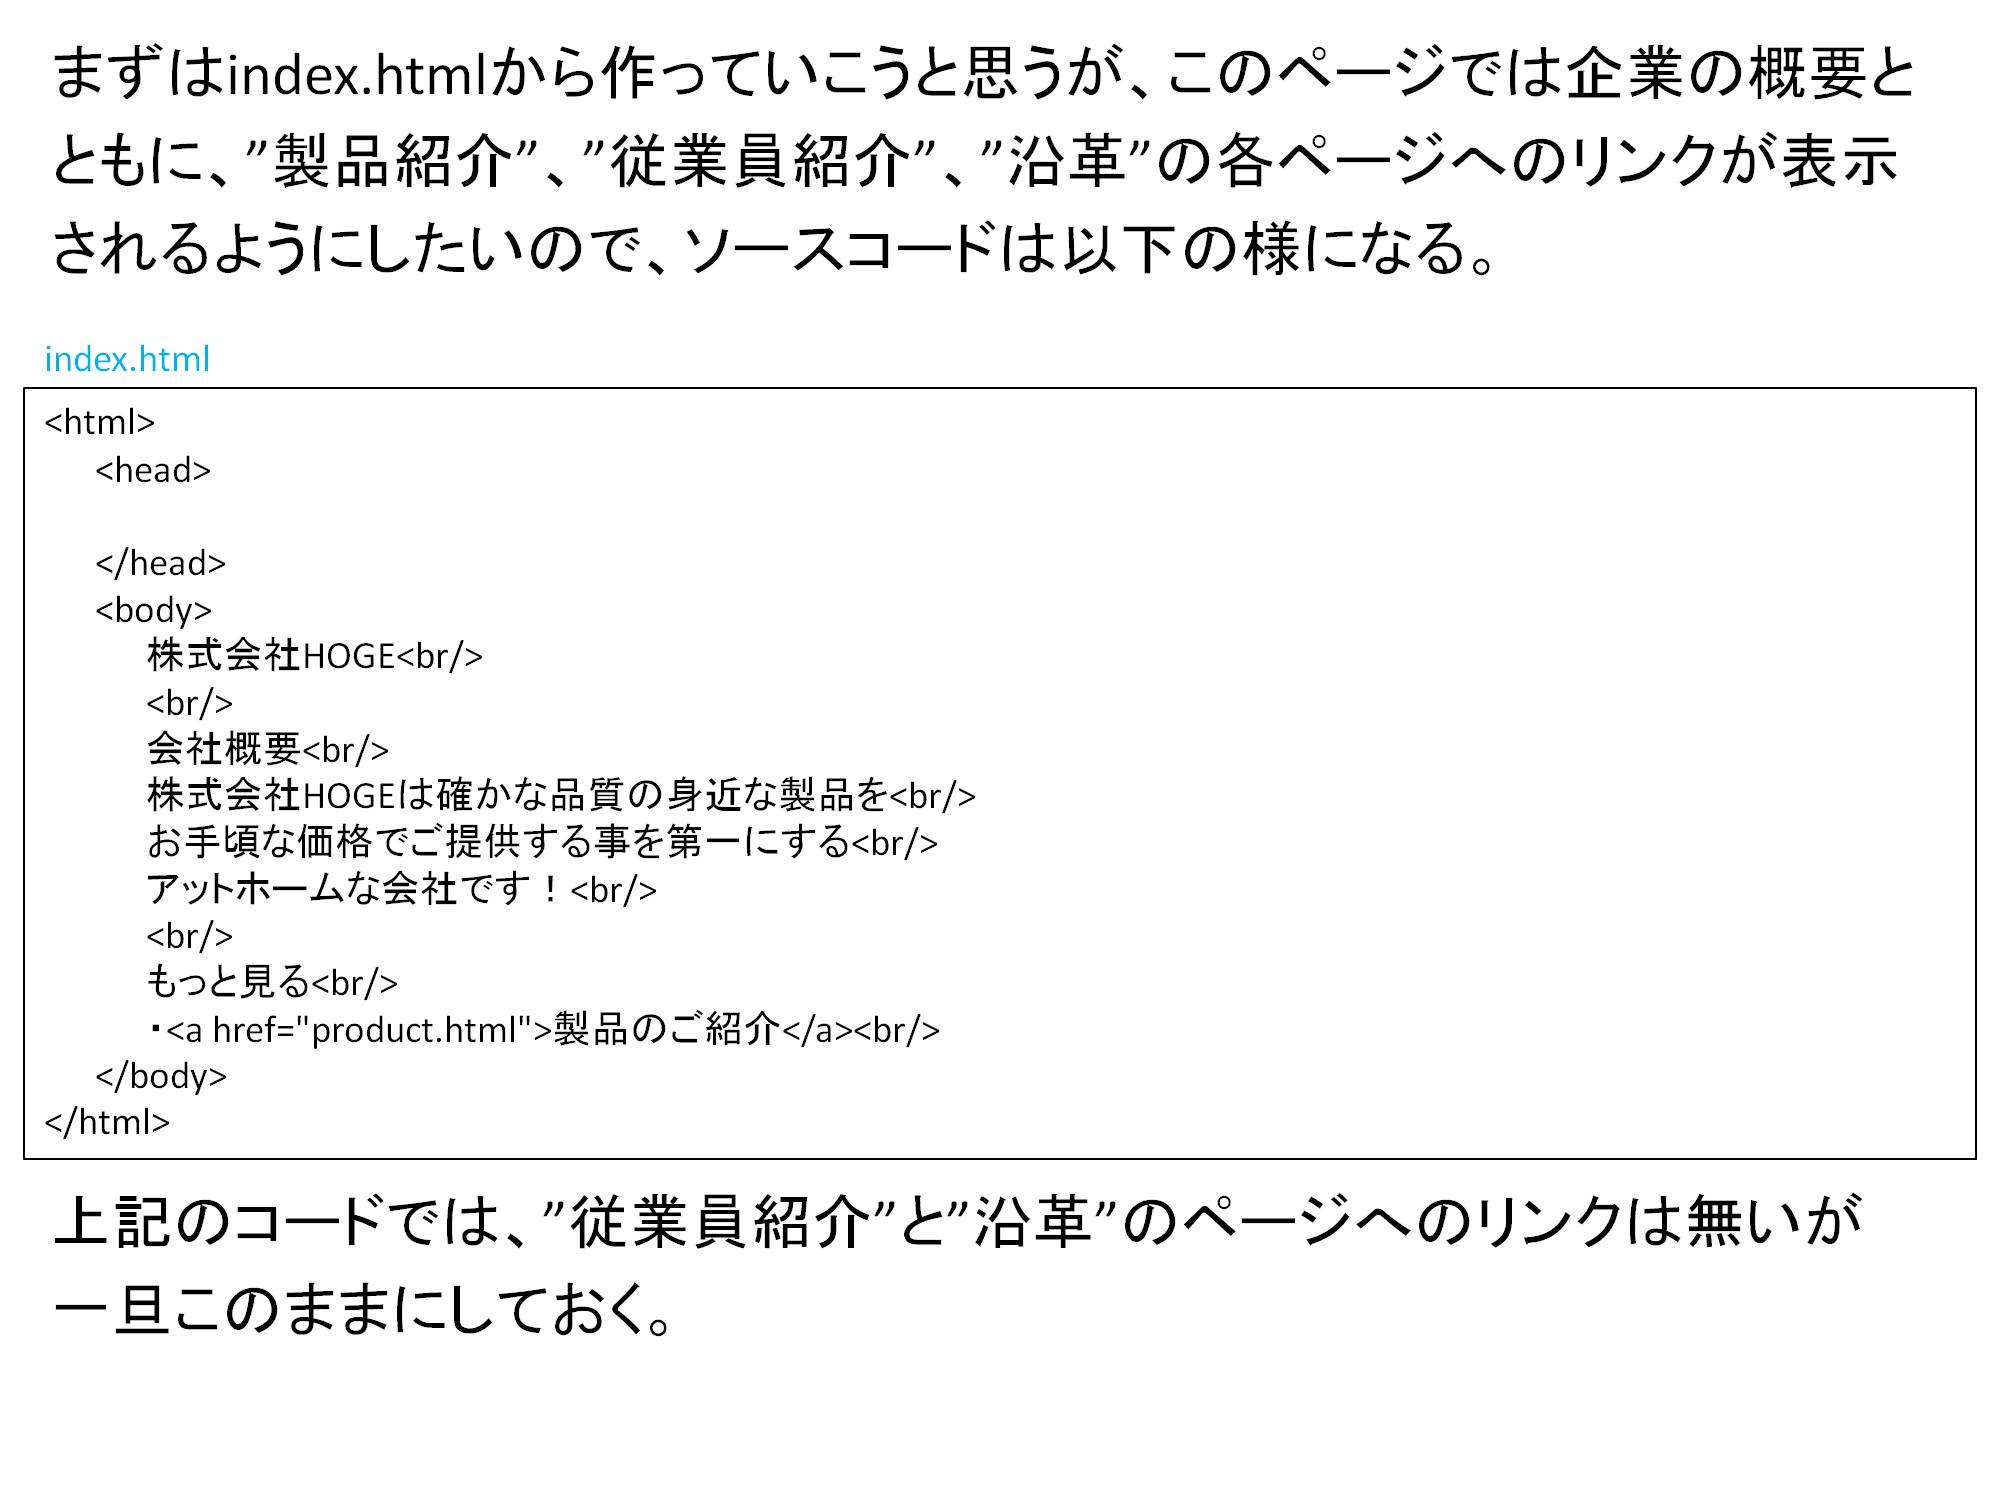 まずはindex.htmlから作っていこうと思うが、このページでは企業の概要と
ともに、”製品紹介”、”従業員紹介”、”沿革”の各ページへのリンクが表示
されるようにしたいので、ソースコードは以下の様になる。
index.html
<html>
<head>
</head>
<body>
株式会社HOGE<br/>
<br/>
会社概要<br/>
株式会社HOGEは確かな品質の身近な製品を<br/>
お手頃な価格でご提供する事を第一にする<br/>
アットホームな会社です！<br/>
<br/>
もっと見る<br/>
・<a href="product.html">製品のご紹介</a><br/>
</body>
</html>
上記のコードでは、”従業員紹介”と”沿革”のページへのリンクは無いが
一旦このままにしておく。